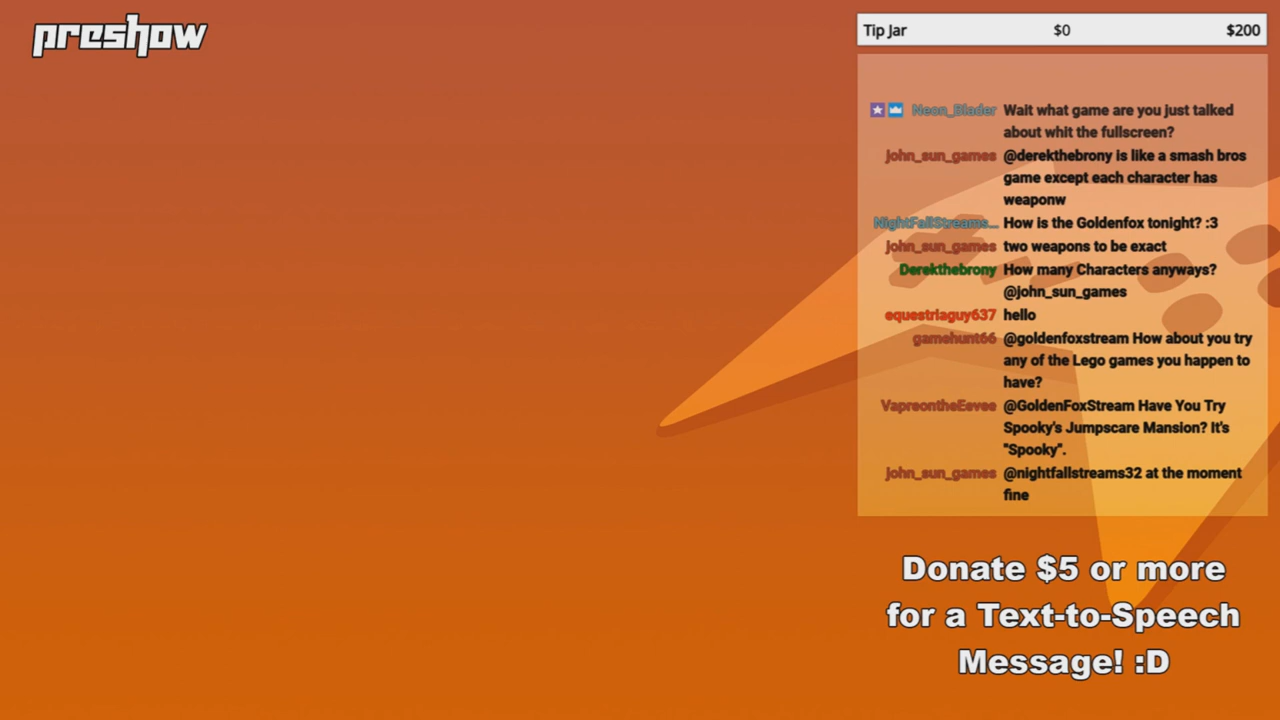 preshow
Tip Jar $0 $200
Neon_Blader Wait what game are you just talked
about whit the fullscreen?
john_sun_games @derekthebrony is like a smash bros
game except each character has
weaponw
NightFallStreams... How is the Goldenfox tonight? :3
john_sun_games two weapons to be exact
Derekthebrony How many Characters anyways?
@john_sun_games
equestriaguy637 hello
gamehunt66 @goldenfoxstream How about you try
any of the Lego games you happen to
have?
VapreontheEevee @GoldenFoxStream Have You Try
Spooky's Jumpscare Mansion? It's
"Spooky".
john_sun_games @nightfallstreams32 at the moment
fine
Donate $5 or more
for a Text-to-Speech
Message! :D